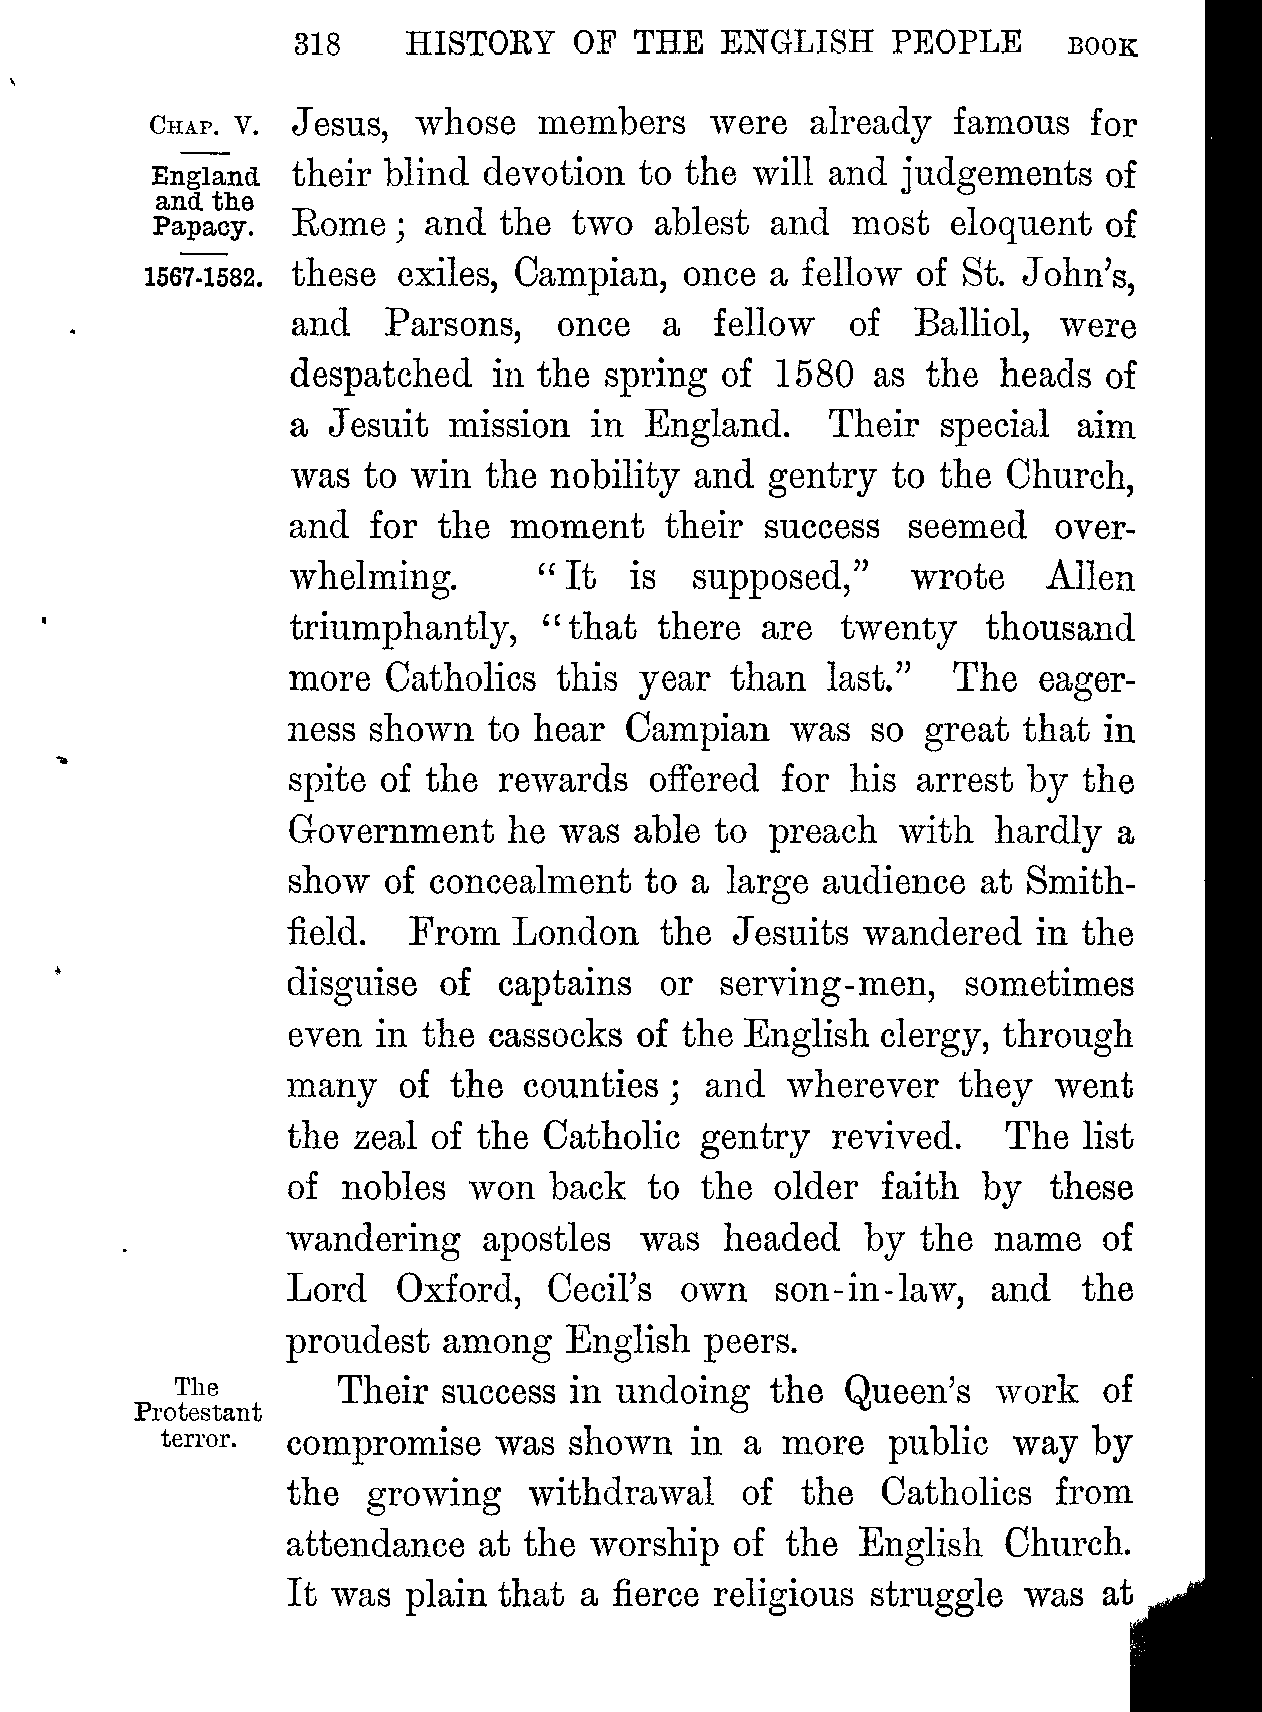 318 HISTORY OF THE ENGLISH PEOPLE BOOK
CHAP. V.
England
and the
Papacy.
1567-1582.
Jesus, whose members were already famous for
their blind devotion to the will and judgements of
Rome; and the two ablest and most eloquent of
these exiles, Campian, once a fellow of St. John's,
and Parsons, once a fellow of Balliol, were
despatched in the spring of 1580 as the heads of
a Jesuit mission in England. Their special aim
was to win the nobility and gentry to the Church,
and for the moment their success seemed over-
whelming. "It is supposed," wrote Allen
triumphantly, "that there are twenty thousand
more Catholics this year than last." The eager-
ness shown to hear Campian was so great that in
spite of the rewards offered for his arrest by the
Government he was able to preach with hardly a
show of concealment to a large audience at Smith-
field. From London the Jesuits wandered in the
disguise of captains or serving-men, sometimes
even in the cassocks of the English clergy, through
many of the counties; and wherever they went
the zeal of the Catholic gentry revived. The list
of nobles won back to the older faith by these
wandering apostles was headed by the name of
Lord Oxford, Cecil's own son-in-law, and the
proudest among English peers.
The
Protestant
terror.
Their success in undoing the Queen's work of
compromise was shown in a more public way by
the growing withdrawal of the Catholics from
attendance at the worship of the English Church.
It was plain that a fierce religious struggle was at